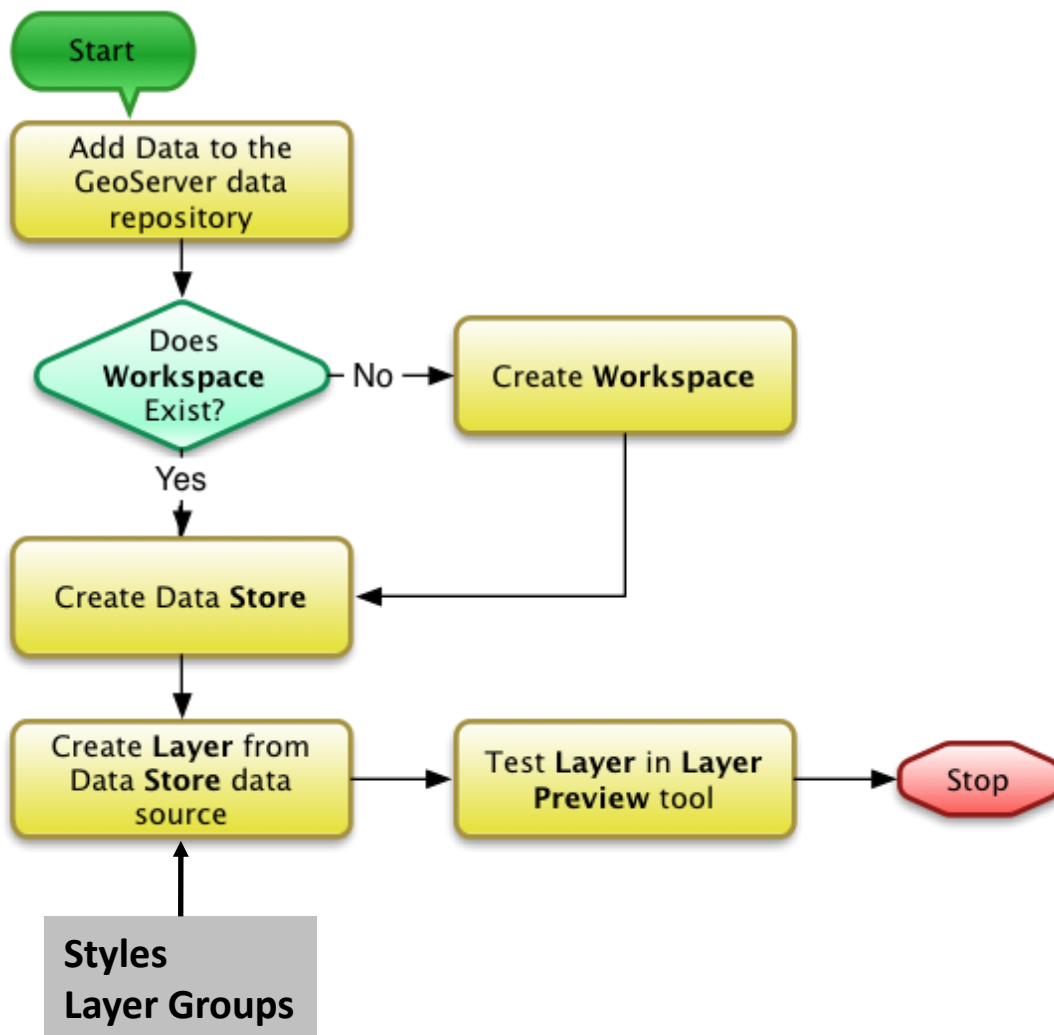 Start
Add Data to the
GeoServer data
repository
Does
Workspace
Exist?
No
Create Workspace
Yes
Create Data Store
Create Layer from
Data Store data
source
Test Layer in Layer
Preview tool
Stop
Styles
Layer Groups